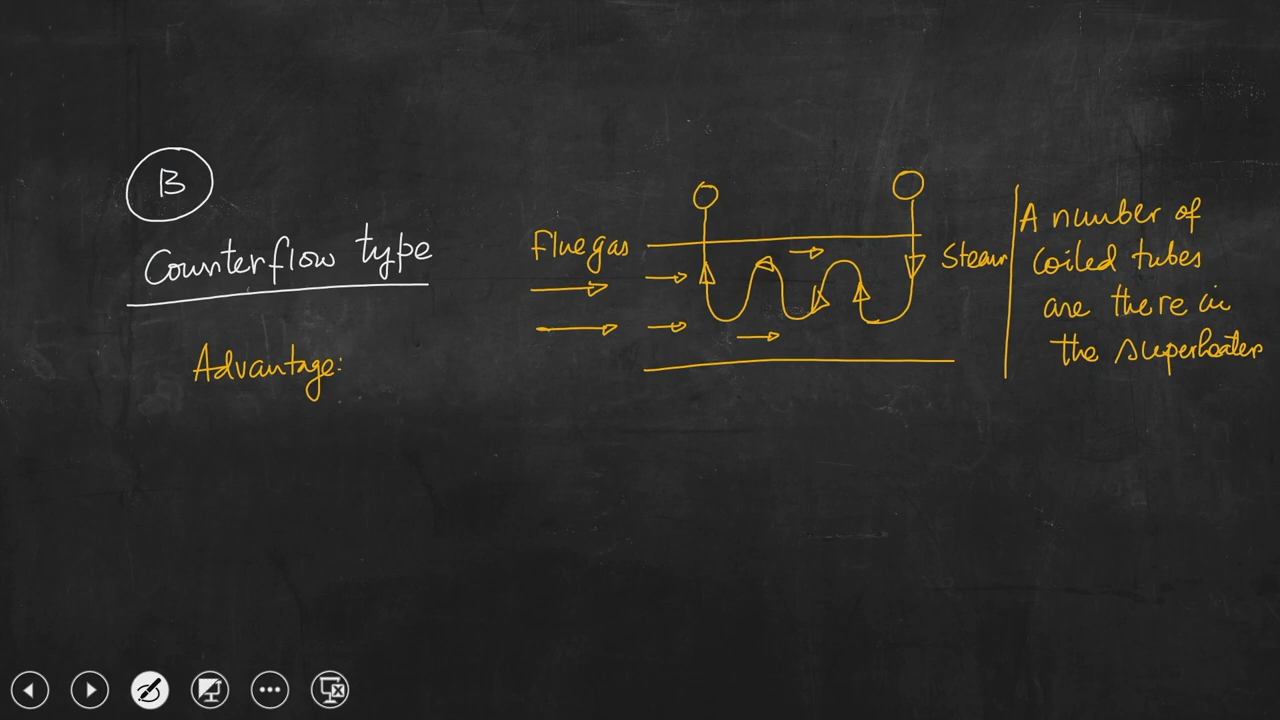 B
Counterflow type
Advantage:
Flue gas
Steam
A number of
coiled tubes
are there in
the superheater